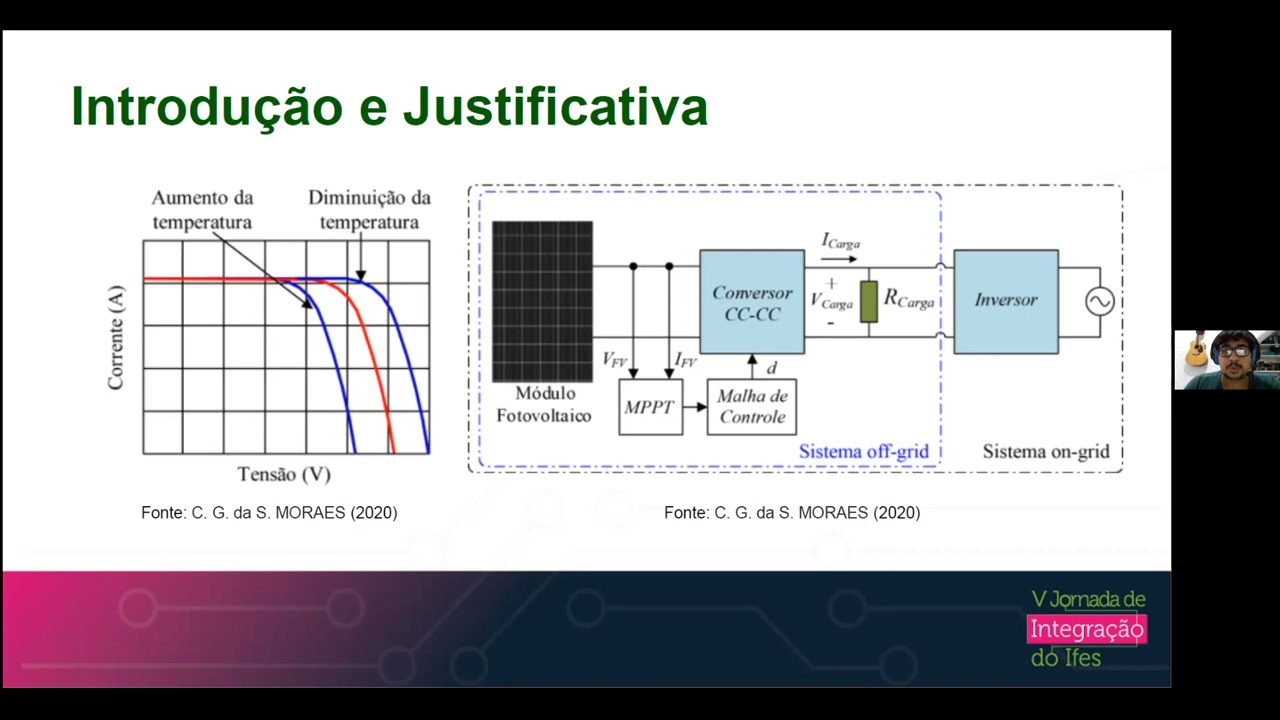 Introdução e Justificativa
Aumento da
temperatura
Diminuição da
temperatura
Corrente (A)
Tensão (V)
Fonte: C. G. da S. MORAES (2020)
Módulo
Fotovoltaico
V_FV
I_FV
MPPT
Malha de
Controle
d
Conversor
CC-CC
I_Carga
+
V_Carga
-
R_Carga
Inversor
Sistema off-grid
Sistema on-grid
Fonte: C. G. da S. MORAES (2020)
V Jornada de
Integração
do Ifes